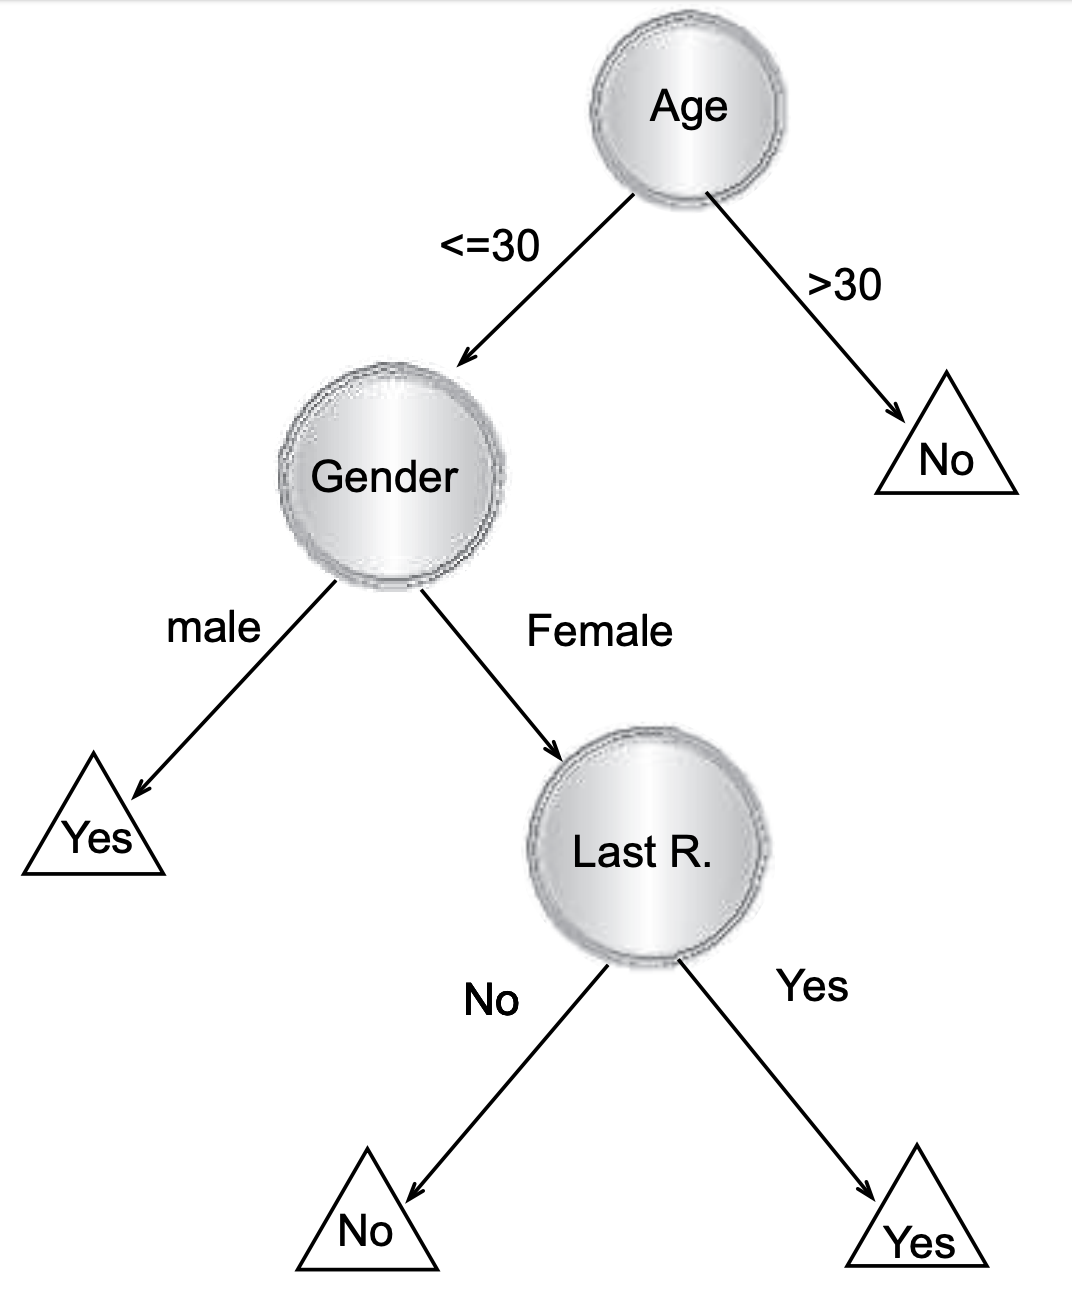 Age
<=30
>30
Gender
No
male
Female
Yes
Last R.
No
Yes
No
Yes